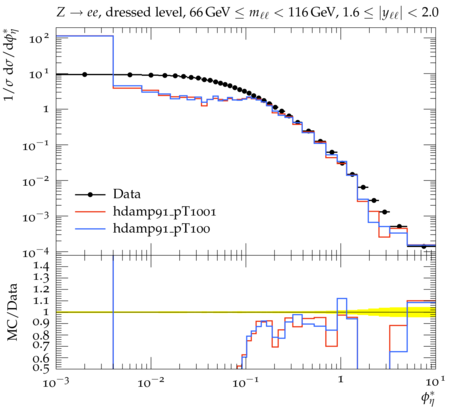 Z → ee, dressed level, 66 GeV ≤ mℓℓ < 116 GeV, 1.6 ≤ |yℓℓ| < 2.0
1/σ dσ/dφ*η
10²
10¹
1
10⁻¹
10⁻²
10⁻³
10⁻⁴
Data
hdamp91_pT1001
hdamp91_pT100
MC/Data
1.4
1.3
1.2
1.1
1
0.9
0.8
0.7
0.6
0.5
10⁻³ 10⁻² 10⁻¹ 1 10¹
φ*η